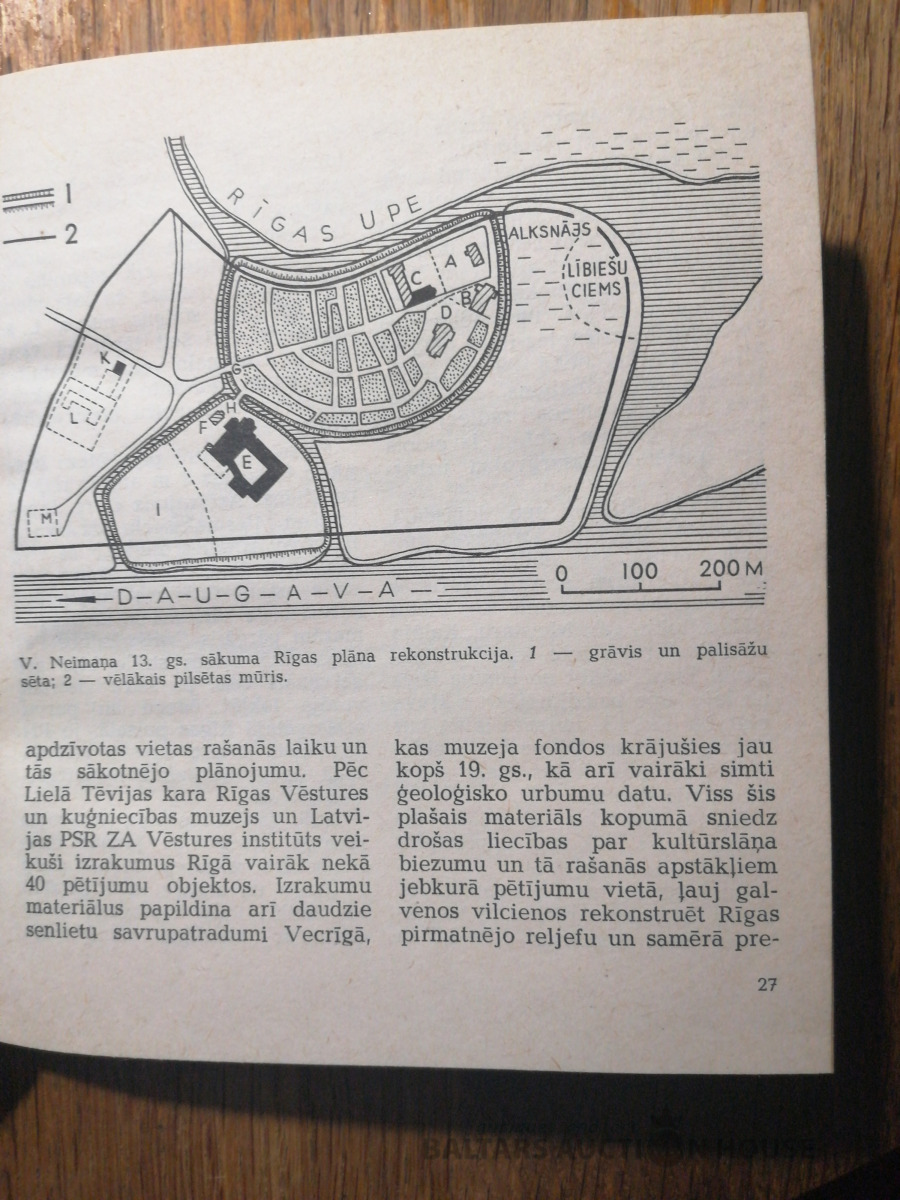 1
2
RĪGAS UPE
ALKSNĀJS
LĪBIEŠU
CIEMS
A
B
C
D
K
L
H
F
E
G
I
M
0 100 200 M
D—A—U—G—A—V—A—
V. Neimaņa 13. gs. sākuma Rīgas plāna rekonstrukcija. 1 — grāvis un palisāžu
sēta; 2 — vēlākais pilsētas mūris.
apdzīvotas vietas rašanās laiku un
tās sākotnējo plānojumu. Pēc
Lielā Tēvijas kara Rīgas Vēstures
un kuģniecības muzejs un Latvi-
jas PSR ZA Vēstures institūts vei-
kuši izrakumus Rīgā vairāk nekā
40 pētījumu objektos. Izrakumu
materiālus papildina arī daudzie
senlietu savrupatradumi Vecrīgā,
kas muzeja fondos krājušies jau
kopš 19. gs., kā arī vairāki simti
ģeoloģisko urbumu datu. Viss šis
plašais materiāls kopumā sniedz
drošas liecības par kultūrslāņa
biezumu un tā rašanās apstākļiem
jebkurā pētījumu vietā, ļauj gal-
venos vilcienos rekonstruēt Rīgas
pirmatnējo reljefu un samērā pre-
27
BALTARS AUCTION HOUSE